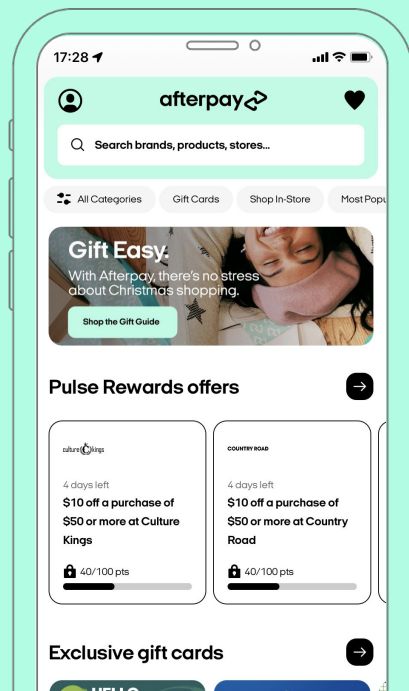 17:28
afterpay
Search brands, products, stores...
All Categories
Gift Cards
Shop In-Store
Most Popu
Gift Easy.
With Afterpay, there's no stress
about Christmas shopping.
Shop the Gift Guide
Pulse Rewards offers
culture kings
4 days left
$10 off a purchase of
$50 or more at Culture
Kings
40/100 pts
COUNTRY ROAD
4 days left
$10 off a purchase of
$50 or more at Country
Road
40/100 pts
Exclusive gift cards
HELLO